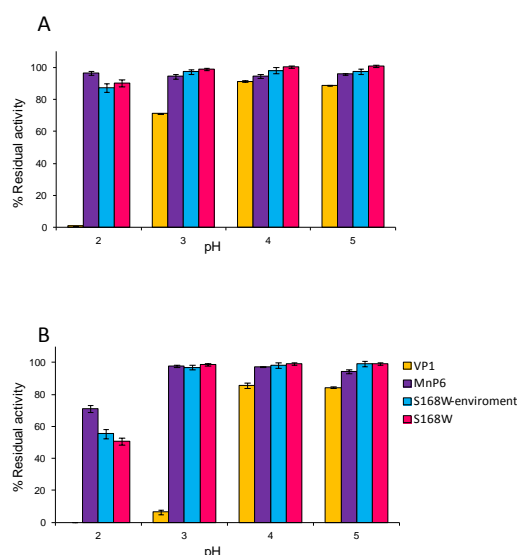 A
% Residual activity
100
80
60
40
20
0
2 3 4 5
pH
B
% Residual activity
100
80
60
40
20
0
2 3 4 5
pH
VP1
MnP6
S168W-enviroment
S168W